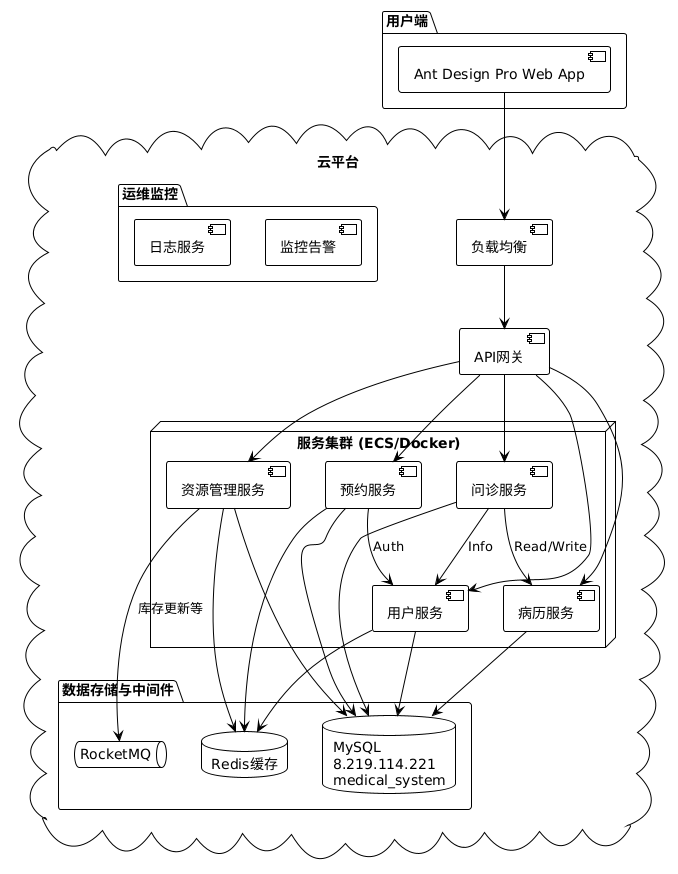 用户端
Ant Design Pro Web App
云平台
运维监控
日志服务
监控告警
负载均衡
API网关
服务集群 (ECS/Docker)
资源管理服务
预约服务
问诊服务
Auth
Info
Read/Write
库存更新等
用户服务
病历服务
数据存储与中间件
RocketMQ
Redis缓存
MySQL
8.219.114.221
medical_system